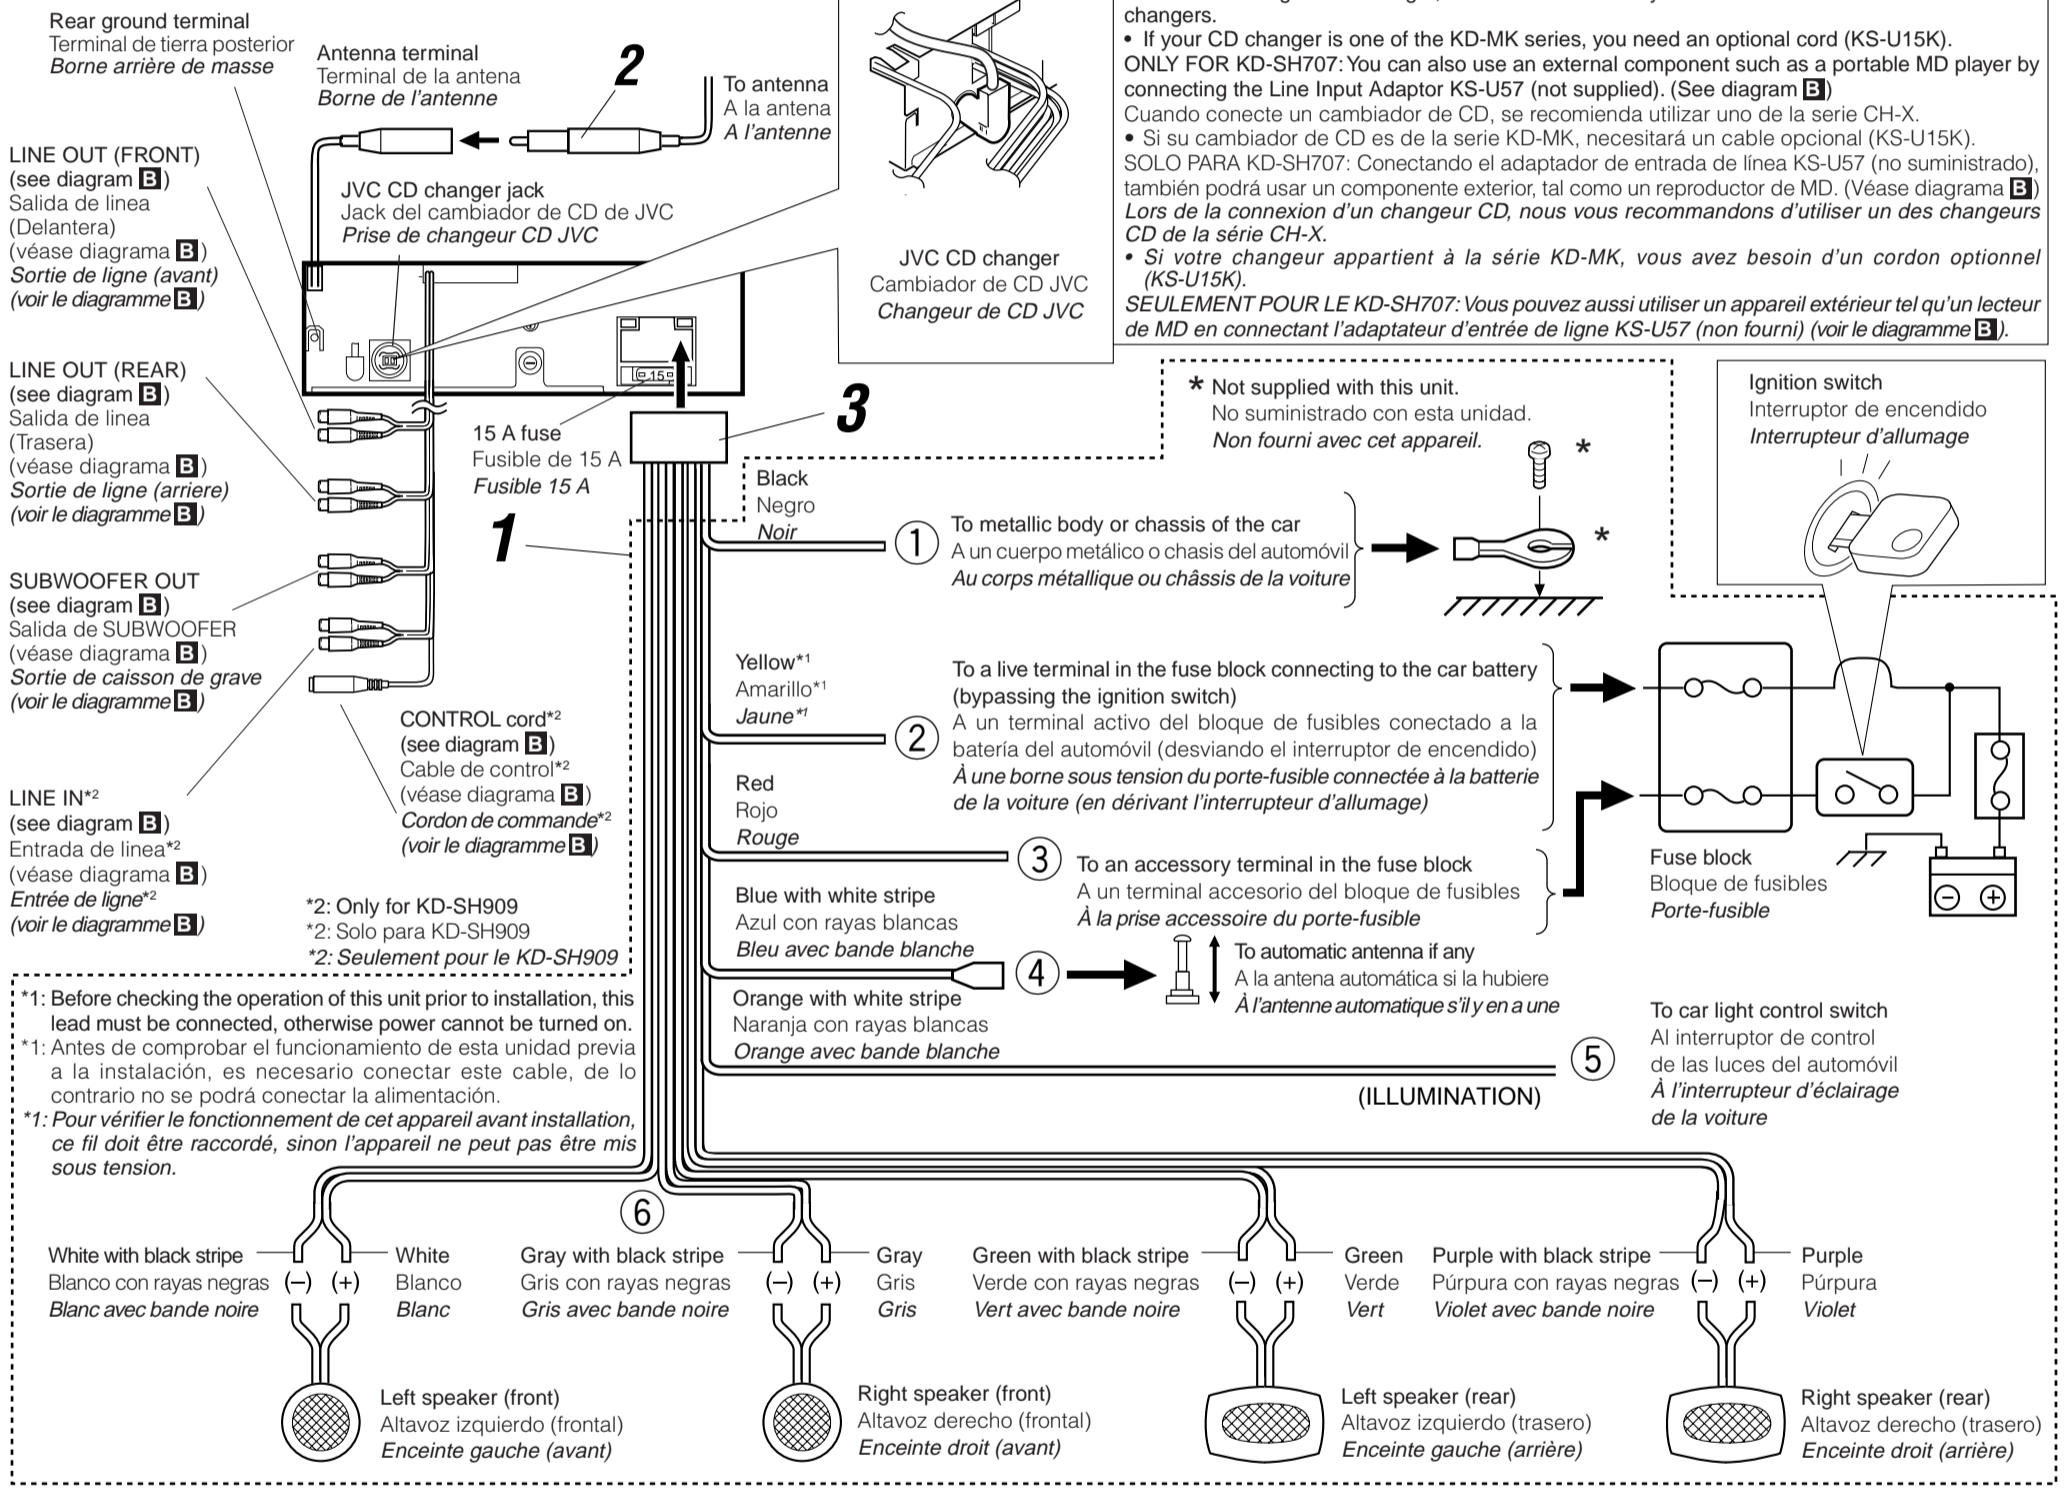 changers.
• If your CD changer is one of the KD-MK series, you need an optional cord (KS-U15K).
ONLY FOR KD-SH707: You can also use an external component such as a portable MD player by
connecting the Line Input Adaptor KS-U57 (not supplied). (See diagram B)
Cuando conecte un cambiador de CD, se recomienda utilizar uno de la serie CH-X.
• Si su cambiador de CD es de la serie KD-MK, necesitará un cable opcional (KS-U15K).
SOLO PARA KD-SH707: Conectando el adaptador de entrada de línea KS-U57 (no suministrado),
también podrá usar un componente exterior, tal como un reproductor de MD. (Véase diagrama B)
Lors de la connexion d'un changeur CD, nous vous recommandons d'utiliser un des changeurs
CD de la série CH-X.
• Si votre changeur appartient à la série KD-MK, vous avez besoin d'un cordon optionnel
(KS-U15K).
SEULEMENT POUR LE KD-SH707: Vous pouvez aussi utiliser un appareil extérieur tel qu'un lecteur
de MD en connectant l'adaptateur d'entrée de ligne KS-U57 (non fourni) (voir le diagramme B).
Rear ground terminal
Terminal de tierra posterior
Borne arrière de masse
Antenna terminal
Terminal de la antena
Borne de l'antenne
2
To antenna
A la antena
A l'antenne
LINE OUT (FRONT)
(see diagram B)
Salida de linea
(Delantera)
(véase diagrama B)
Sortie de ligne (avant)
(voir le diagramme B)
JVC CD changer jack
Jack del cambiador de CD de JVC
Prise de changeur CD JVC
JVC CD changer
Cambiador de CD JVC
Changeur de CD JVC
LINE OUT (REAR)
(see diagram B)
Salida de linea
(Trasera)
(véase diagrama B)
Sortie de ligne (arriere)
(voir le diagramme B)
15
15 A fuse
Fusible de 15 A
Fusible 15 A
3
1
* Not supplied with this unit.
No suministrado con esta unidad.
Non fourni avec cet appareil.
*
*
Ignition switch
Interruptor de encendido
Interrupteur d'allumage
Black
Negro
Noir
1
To metallic body or chassis of the car
A un cuerpo metálico o chasis del automóvil
Au corps métallique ou châssis de la voiture
SUBWOOFER OUT
(see diagram B)
Salida de SUBWOOFER
(véase diagrama B)
Sortie de caisson de grave
(voir le diagramme B)
Yellow*1
Amarillo*1
Jaune*1
2
To a live terminal in the fuse block connecting to the car battery
(bypassing the ignition switch)
A un terminal activo del bloque de fusibles conectado a la
batería del automóvil (desviando el interruptor de encendido)
À une borne sous tension du porte-fusible connectée à la batterie
de la voiture (en dérivant l'interrupteur d'allumage)
CONTROL cord*2
(see diagram B)
Cable de control*2
(véase diagrama B)
Cordon de commande*2
(voir le diagramme B)
LINE IN*2
(see diagram B)
Entrada de linea*2
(véase diagrama B)
Entrée de ligne*2
(voir le diagramme B)
*2: Only for KD-SH909
*2: Solo para KD-SH909
*2: Seulement pour le KD-SH909
Red
Rojo
Rouge
3
To an accessory terminal in the fuse block
A un terminal accesorio del bloque de fusibles
À la prise accessoire du porte-fusible
Fuse block
Bloque de fusibles
Porte-fusible
− +
Blue with white stripe
Azul con rayas blancas
Bleu avec bande blanche
4
To automatic antenna if any
A la antena automática si la hubiere
À l'antenne automatique s'il y en a une
Orange with white stripe
Naranja con rayas blancas
Orange avec bande blanche
5
(ILLUMINATION)
To car light control switch
Al interruptor de control
de las luces del automóvil
À l'interrupteur d'éclairage
de la voiture
*1: Before checking the operation of this unit prior to installation, this
lead must be connected, otherwise power cannot be turned on.
*1: Antes de comprobar el funcionamiento de esta unidad previa
a la instalación, es necesario conectar este cable, de lo
contrario no se podrá conectar la alimentación.
*1: Pour vérifier le fonctionnement de cet appareil avant installation,
ce fil doit être raccordé, sinon l'appareil ne peut pas être mis
sous tension.
6
White with black stripe
Blanco con rayas negras
Blanc avec bande noire
(−) (+)
White
Blanco
Blanc
Gray with black stripe
Gris con rayas negras
Gris avec bande noire
(−) (+)
Gray
Gris
Gris
Green with black stripe
Verde con rayas negras
Vert avec bande noire
(−) (+)
Green
Verde
Vert
Purple with black stripe
Púrpura con rayas negras
Violet avec bande noire
(−) (+)
Purple
Púrpura
Violet
Left speaker (front)
Altavoz izquierdo (frontal)
Enceinte gauche (avant)
Right speaker (front)
Altavoz derecho (frontal)
Enceinte droit (avant)
Left speaker (rear)
Altavoz izquierdo (trasero)
Enceinte gauche (arrière)
Right speaker (rear)
Altavoz derecho (trasero)
Enceinte droit (arrière)